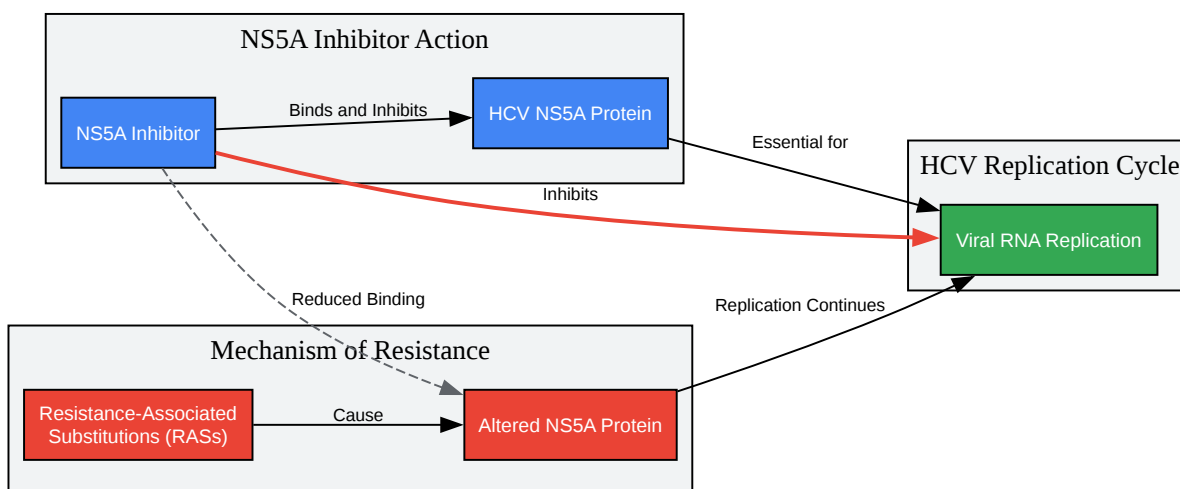 NS5A Inhibitor Action
NS5A Inhibitor
Binds and Inhibits
HCV NS5A Protein
Essential for
HCV Replication Cycle
Inhibits
Viral RNA Replication
Reduced Binding
Replication Continues
Mechanism of Resistance
Resistance-Associated
Substitutions (RASs)
Cause
Altered NS5A Protein